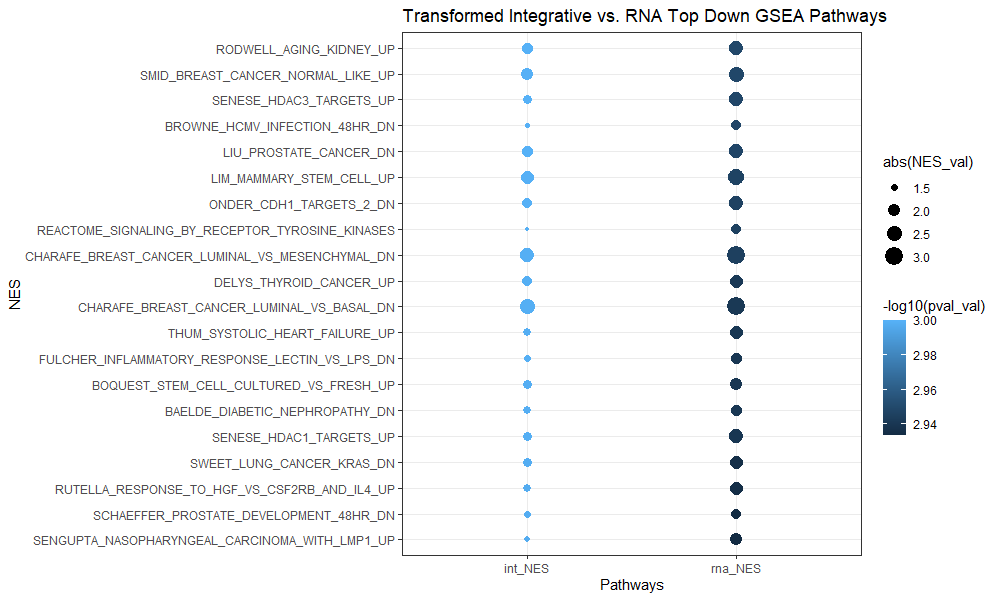 Transformed Integrative vs. RNA Top Down GSEA Pathways
RODWELL_AGING_KIDNEY_UP
SMID_BREAST_CANCER_NORMAL_LIKE_UP
SENESE_HDAC3_TARGETS_UP
BROWNE_HCMV_INFECTION_48HR_DN
LIU_PROSTATE_CANCER_DN
LIM_MAMMARY_STEM_CELL_UP
ONDER_CDH1_TARGETS_2_DN
REACTOME_SIGNALING_BY_RECEPTOR_TYROSINE_KINASES
CHARAFE_BREAST_CANCER_LUMINAL_VS_MESENCHYMAL_DN
DELYS_THYROID_CANCER_UP
CHARAFE_BREAST_CANCER_LUMINAL_VS_BASAL_DN
THUM_SYSTOLIC_HEART_FAILURE_UP
FULCHER_INFLAMMATORY_RESPONSE_LECTIN_VS_LPS_DN
BOQUEST_STEM_CELL_CULTURED_VS_FRESH_UP
BAELDE_DIABETIC_NEPHROPATHY_DN
SENESE_HDAC1_TARGETS_UP
SWEET_LUNG_CANCER_KRAS_DN
RUTELLA_RESPONSE_TO_HGF_VS_CSF2RB_AND_IL4_UP
SCHAEFFER_PROSTATE_DEVELOPMENT_48HR_DN
SENGUPTA_NASOPHARYNGEAL_CARCINOMA_WITH_LMP1_UP
NES
int_NES
rna_NES
Pathways
abs(NES_val)
1.5
2.0
2.5
3.0
-log10(pval_val)
3.00
2.98
2.96
2.94